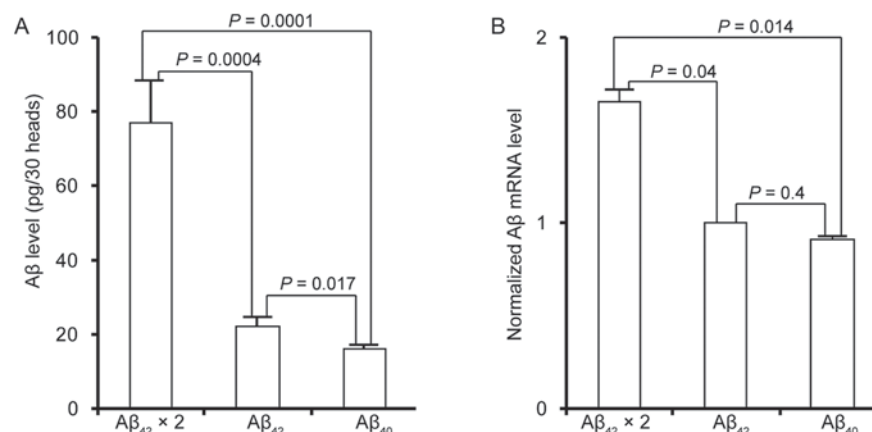 A
B
Aβ level (pg/30 heads)
100
80
60
40
20
0
P = 0.0001
P = 0.0004
P = 0.017
Aβ₄₂ × 2
Aβ₄₂
Aβ₄₀
Normalized Aβ mRNA level
2
1
0
P = 0.014
P = 0.04
P = 0.4
Aβ₄₂ × 2
Aβ₄₂
Aβ₄₀